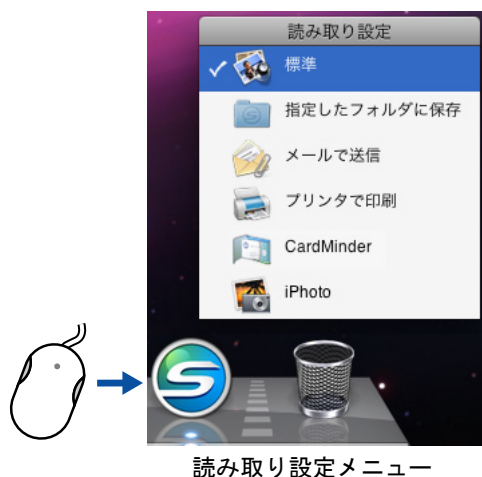 読み取り設定
標準
指定したフォルダに保存
メールで送信
プリンタで印刷
CardMinder
iPhoto
読み取り設定メニュー